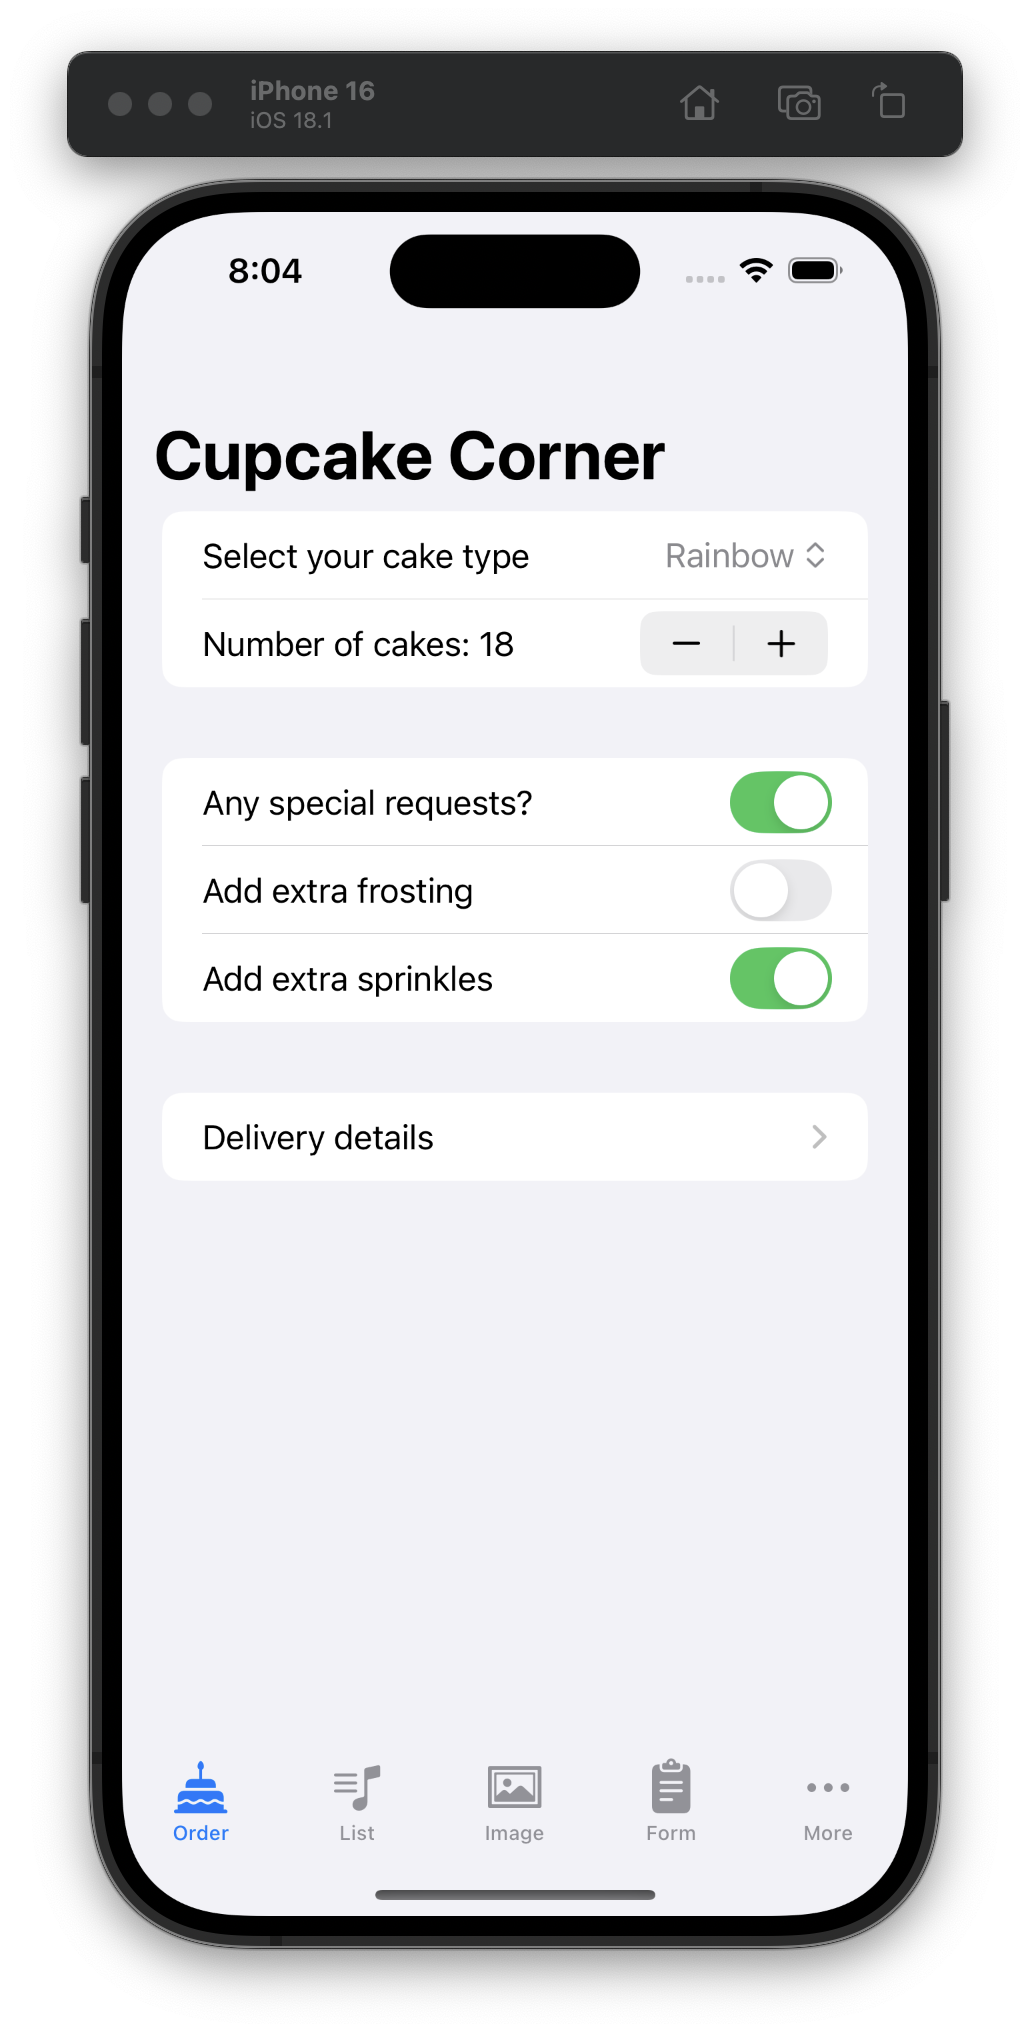 iPhone 16
iOS 18.1
8:04
Cupcake Corner
Select your cake type Rainbow
Number of cakes: 18
Any special requests?
Add extra frosting
Add extra sprinkles
Delivery details
Order List Image Form More